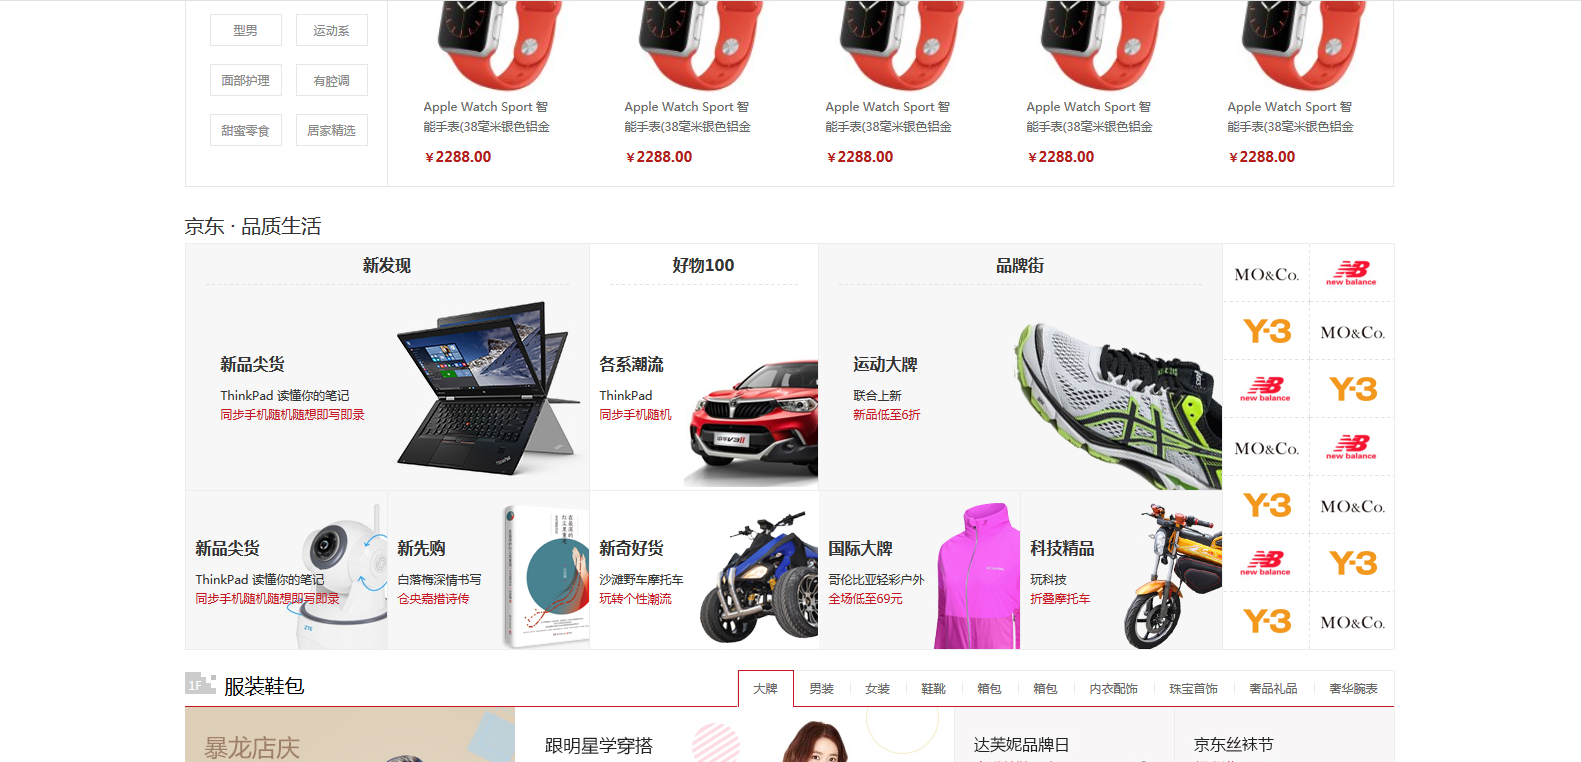 型男
运动系
面部护理
有腔调
甜蜜零食
居家精选
Apple Watch Sport 智
能手表(38毫米银色铝金
￥2288.00
Apple Watch Sport 智
能手表(38毫米银色铝金
￥2288.00
Apple Watch Sport 智
能手表(38毫米银色铝金
￥2288.00
Apple Watch Sport 智
能手表(38毫米银色铝金
￥2288.00
Apple Watch Sport 智
能手表(38毫米银色铝金
￥2288.00
京东 · 品质生活
新发现
新品尖货
ThinkPad 读懂你的笔记
同步手机随机随想即写即录
好物100
各系潮流
ThinkPad
同步手机随机
中华V3
品牌街
运动大牌
联合上新
新品低至6折
新品尖货
ThinkPad 读懂你的笔记
同步手机随机随想即写即录
ZTE
新先购
白落梅深情书写
仓央嘉措诗传
新奇好货
沙滩野车摩托车
玩转个性潮流
国际大牌
哥伦比亚轻彩户外
全场低至69元
科技精品
玩科技
折叠摩托车
MO&Co.
NB new balance
Y-3
MO&Co.
NB new balance
Y-3
MO&Co.
NB new balance
Y-3
MO&Co.
NB new balance
Y-3
Y-3
MO&Co.
1F 服装鞋包
大牌
男装
女装
鞋靴
箱包
箱包
内衣配饰
珠宝首饰
奢品礼品
奢华腕表
暴龙店庆
跟明星学穿搭
达芙妮品牌日
京东丝袜节